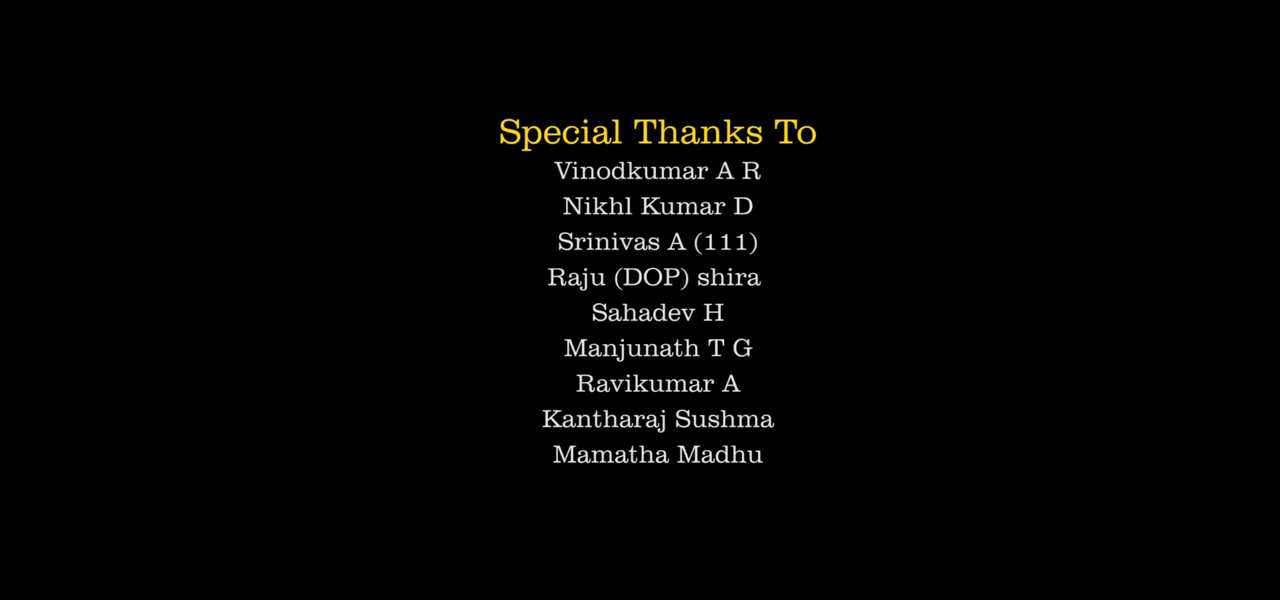 Special Thanks To
Vinodkumar A R
Nikhl Kumar D
Srinivas A (111)
Raju (DOP) shira
Sahadev H
Manjunath T G
Ravikumar A
Kantharaj Sushma
Mamatha Madhu